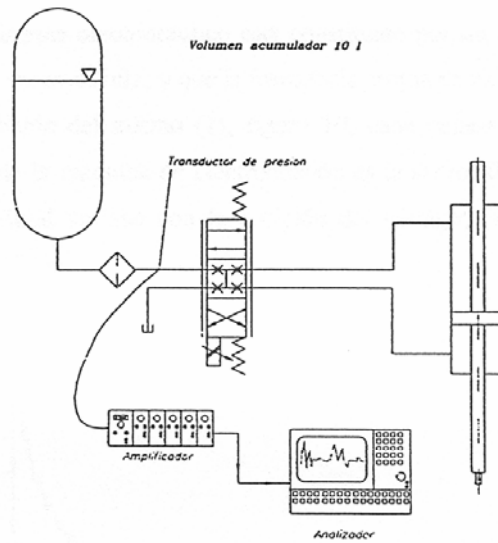 Volumen acumulador 10 l
Transductor de presion
Amplificador
Analizador